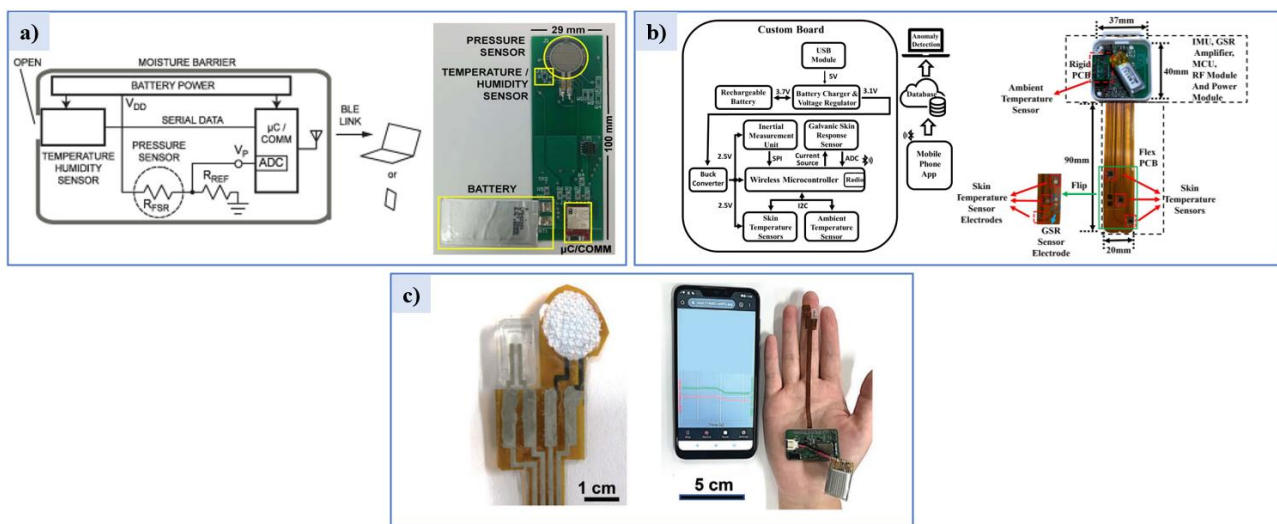 a)
OPEN
MOISTURE BARRIER
BATTERY POWER
V_DD
SERIAL DATA
TEMPERATURE
HUMIDITY
SENSOR
PRESSURE
SENSOR
R_FSR
R_REF
V_P
ADC
µC /
COMM
BLE
LINK
or
29 mm
PRESSURE
SENSOR
TEMPERATURE /
HUMIDITY
SENSOR
100 mm
BATTERY
µC/COMM
b)
Custom Board
USB
Module
5V
Rechargeable
Battery
3.7V
Battery Charger &
Voltage Regulator
3.1V
2.5V
Inertial
Measurement
Unit
Galvanic Skin
Response
Sensor
SPI
Current
Source
ADC
Buck
Converter
Wireless Microcontroller
Radio
2.5V
I2C
Skin
Temperature
Sensors
Ambient
Temperature
Sensor
Anomaly
Detection
Database
Mobile
Phone
App
37mm
Rigid
PCB
40mm
IMU, GSR
Amplifier,
MCU,
RF Module
And Power
Module
Ambient
Temperature
Sensor
90mm
Flex
PCB
Flip
Skin
Temperature
Sensor
Electrodes
GSR
Sensor
Electrode
Skin
Temperature
Sensors
20mm
c)
1 cm
5 cm